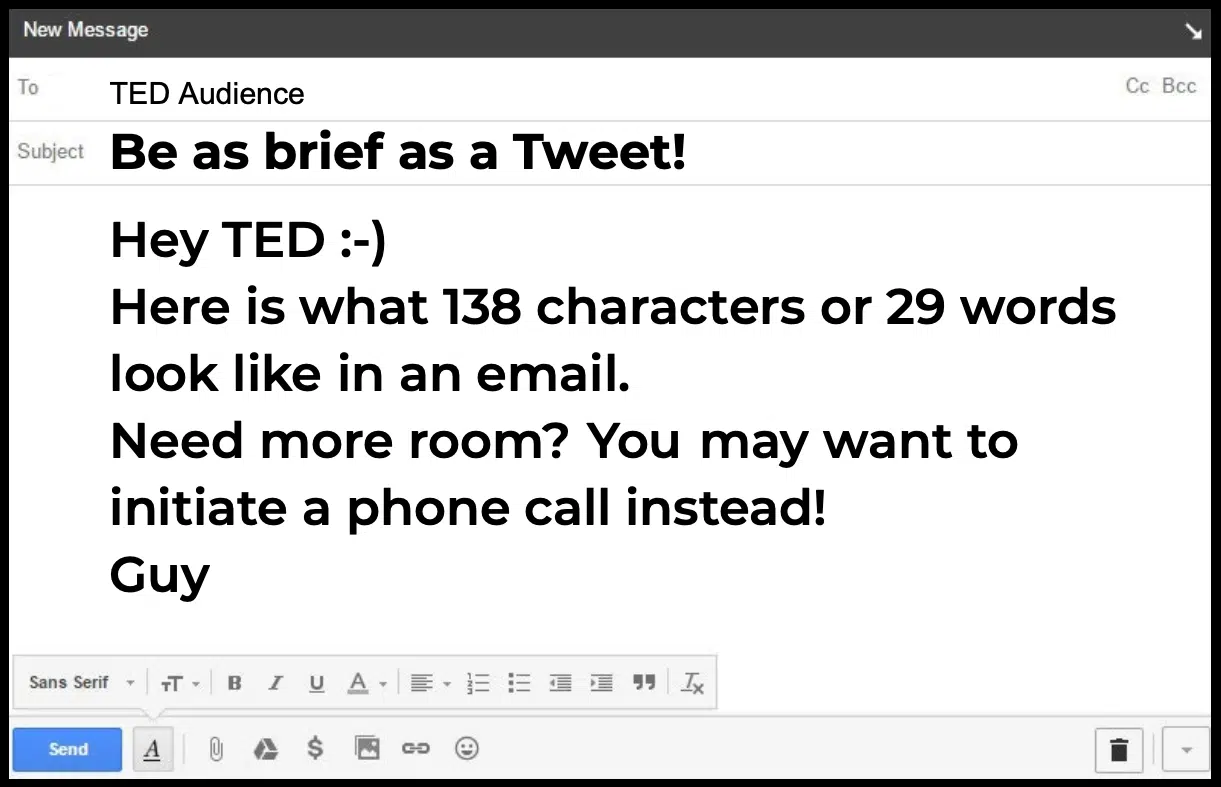 New Message
To TED Audience Cc Bcc
Subject Be as brief as a Tweet!
Hey TED :-)
Here is what 138 characters or 29 words
look like in an email.
Need more room? You may want to
initiate a phone call instead!
Guy
Sans Serif
Send